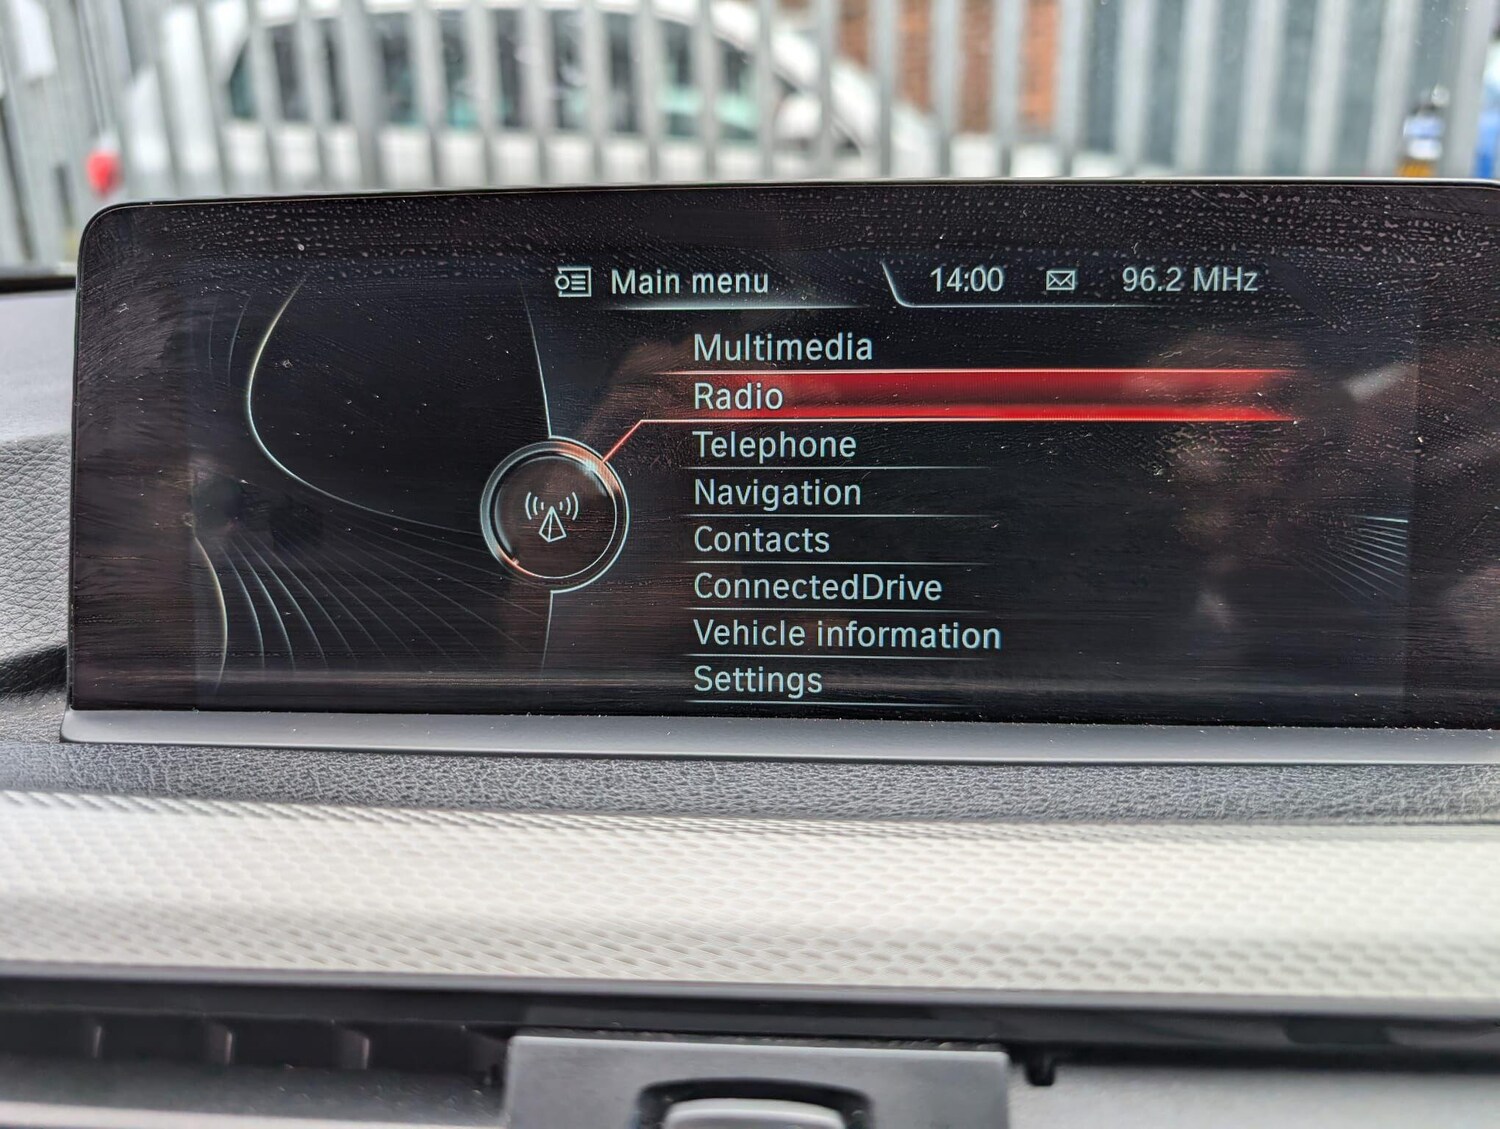 Main menu 14:00 96.2 MHz
Multimedia
Radio
Telephone
Navigation
Contacts
ConnectedDrive
Vehicle information
Settings